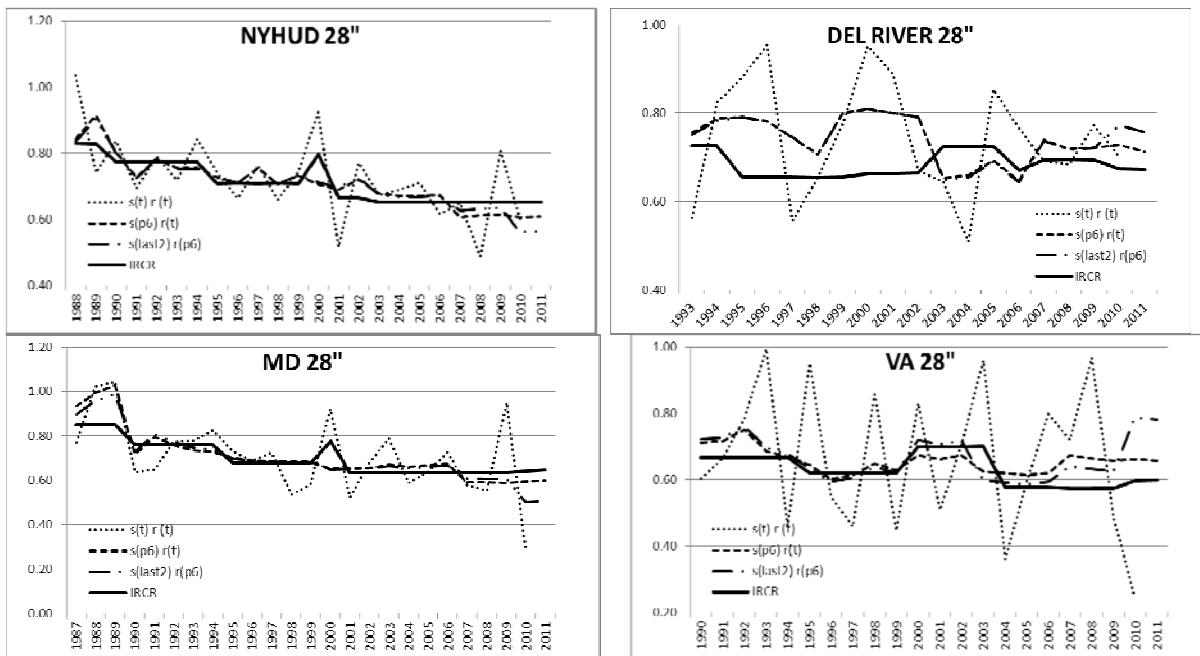 NYHUD 28"
1.20
1.00
0.80
0.60
0.40
s(t) r (t)
s(p6) r(t)
s(last2) r(p6)
IRCR
1988 1989 1990 1991 1992 1993 1994 1995 1996 1997 1998 1999 2000 2001 2002 2003 2004 2005 2006 2007 2008 2009 2010 2011
DEL RIVER 28"
1.00
0.80
0.60
0.40
s(t) r (t)
s(p6) r(t)
s(last2) r(p6)
IRCR
1993 1994 1995 1996 1997 1998 1999 2000 2001 2002 2003 2004 2005 2006 2007 2008 2009 2010 2011
MD 28"
1.20
1.00
0.80
0.60
0.40
0.20
0.00
s(t) r (t)
s(p6) r(t)
s(last2) r(p6)
IRCR
1987 1988 1989 1990 1991 1992 1993 1994 1995 1996 1997 1998 1999 2000 2001 2002 2003 2004 2005 2006 2007 2008 2009 2010 2011
VA 28"
1.00
0.80
0.60
0.40
0.20
s(t) r (t)
s(p6) r(t)
s(last2) r(p6)
IRCR
1990 1991 1992 1993 1994 1995 1996 1997 1998 1999 2000 2001 2002 2003 2004 2005 2006 2007 2008 2009 2010 2011